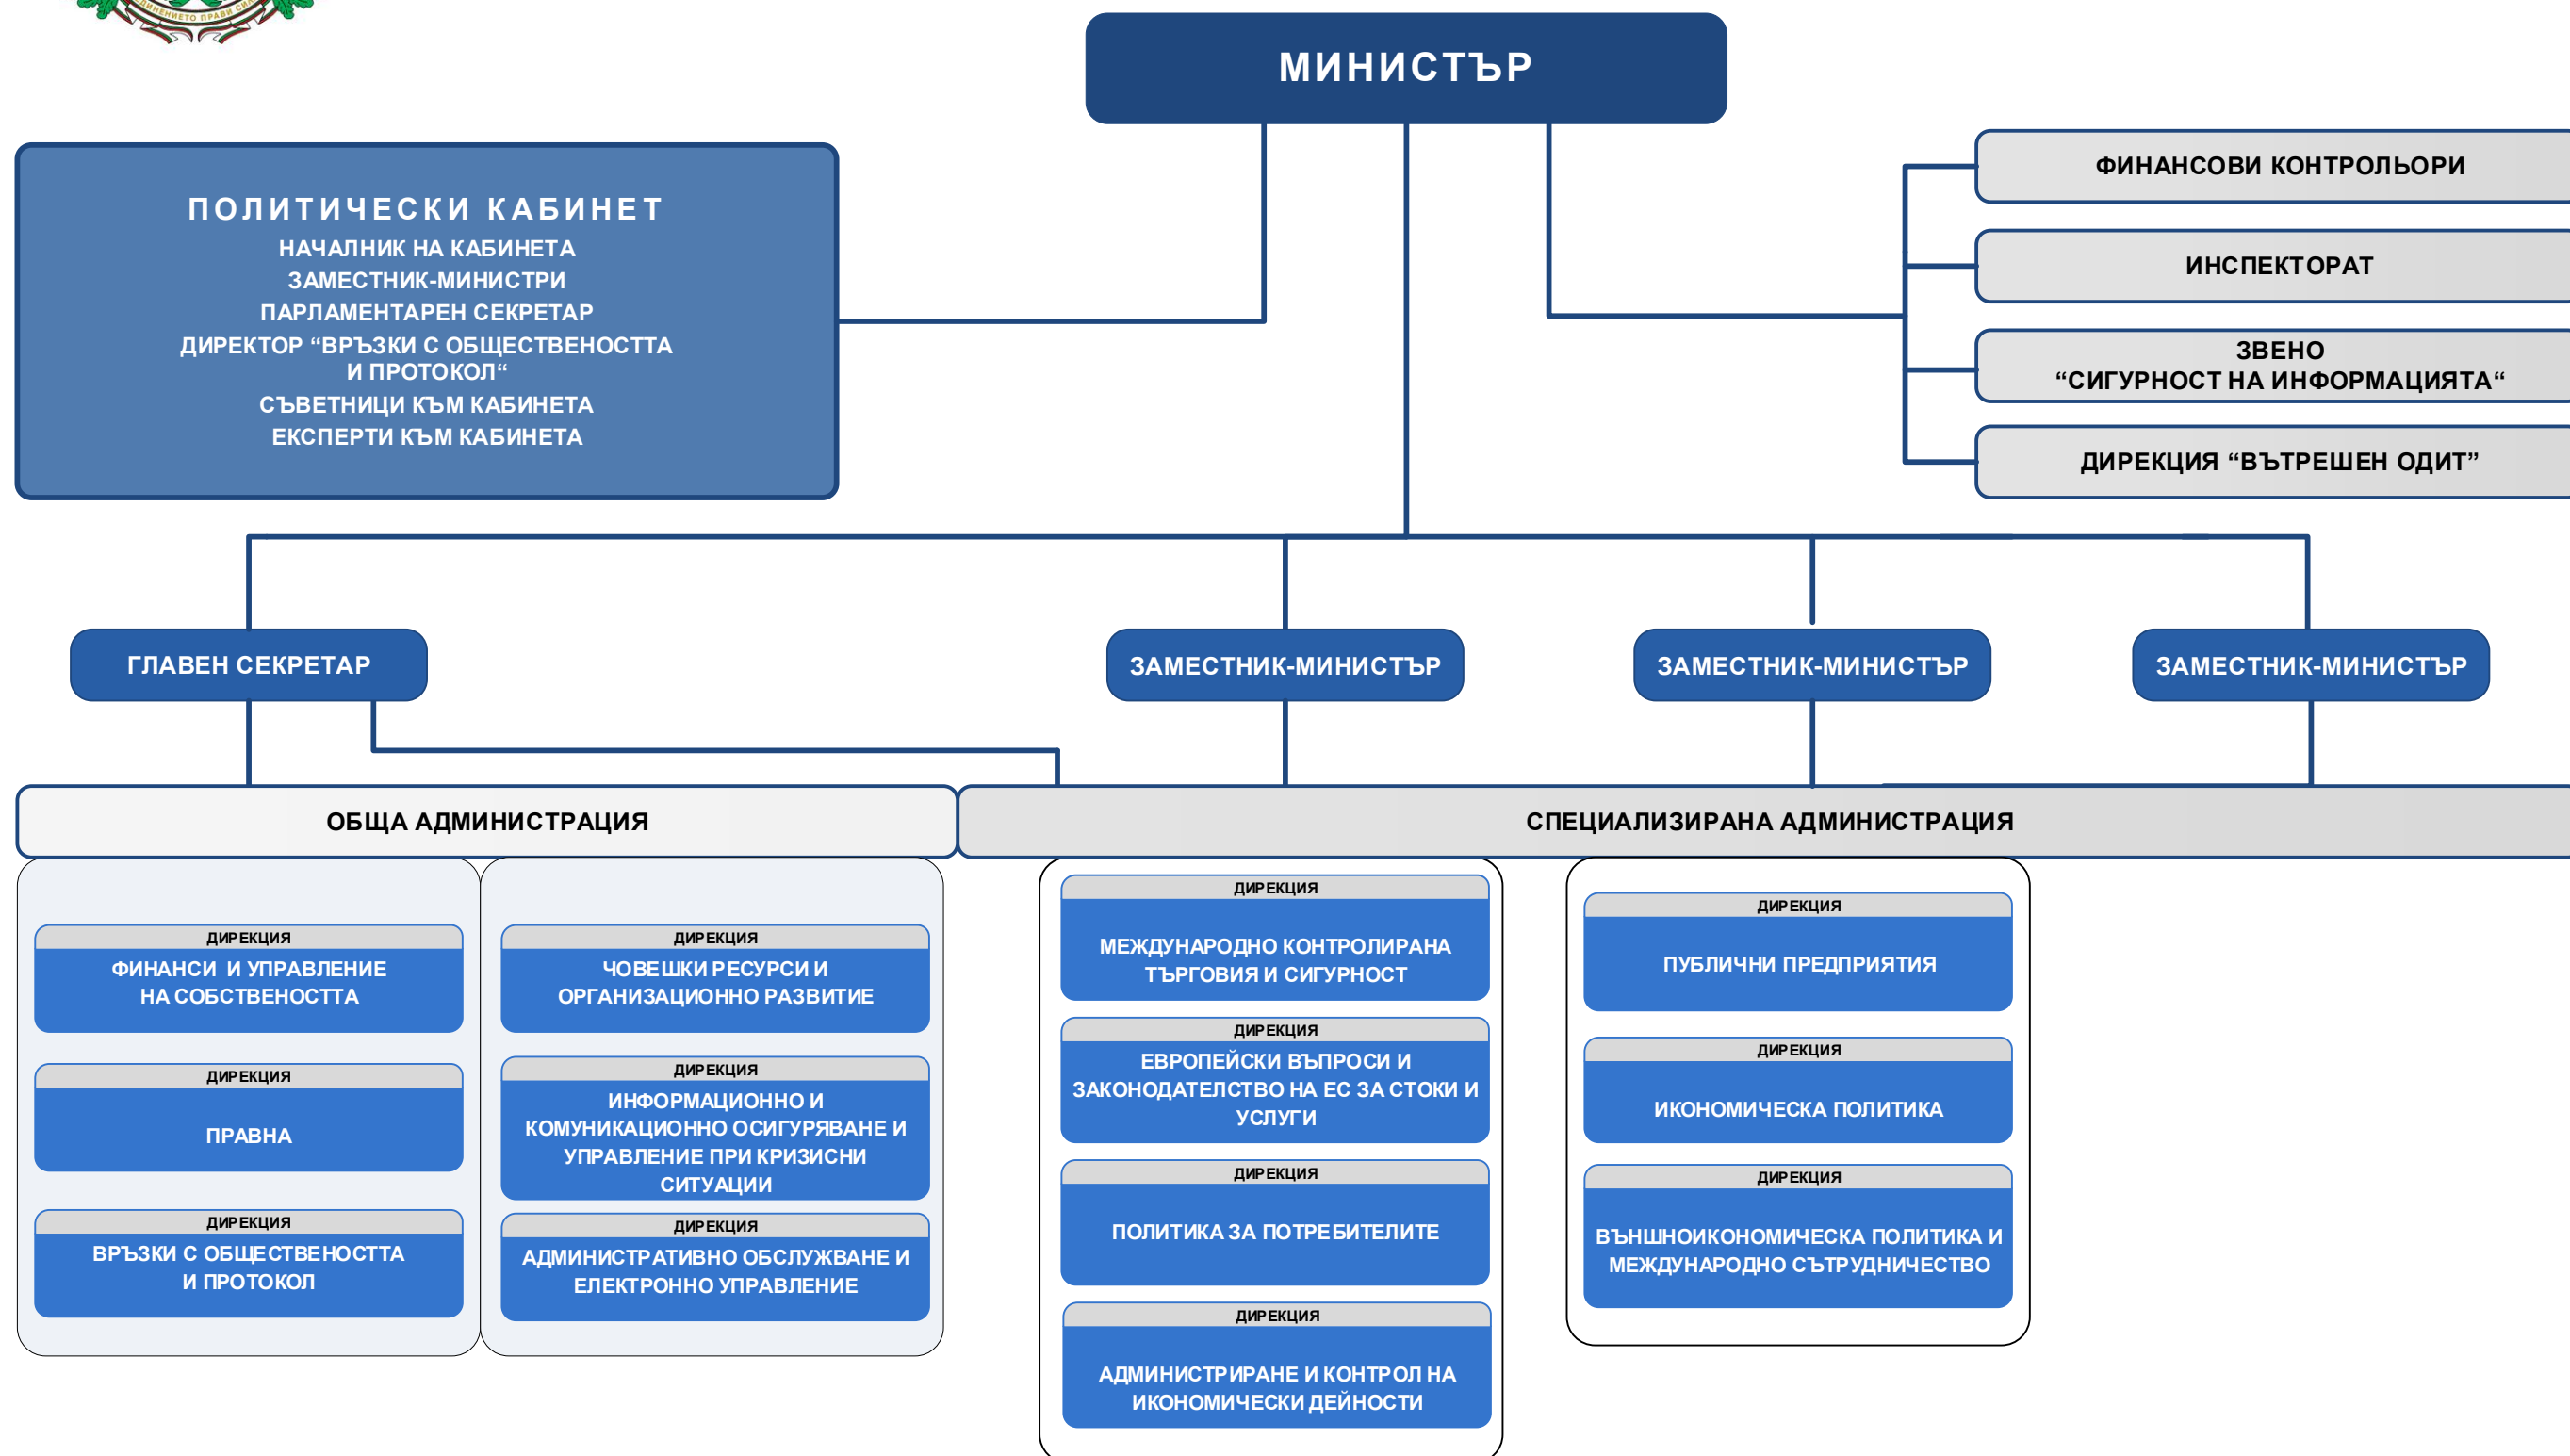 ЕДИНЕНИЕТО ПРАВИ СИЛ
МИНИСТЪР
ПОЛИТИЧЕСКИ КАБИНЕТ
НАЧАЛНИК НА КАБИНЕТА
ЗАМЕСТНИК-МИНИСТРИ
ПАРЛАМЕНТАРЕН СЕКРЕТАР
ДИРЕКТОР “ВРЪЗКИ С ОБЩЕСТВЕНОСТТА
И ПРОТОКОЛ“
СЪВЕТНИЦИ КЪМ КАБИНЕТА
ЕКСПЕРТИ КЪМ КАБИНЕТА
ФИНАНСОВИ КОНТРОЛЬОРИ
ИНСПЕКТОРАТ
ЗВЕНО
“СИГУРНОСТ НА ИНФОРМАЦИЯТА“
ДИРЕКЦИЯ “ВЪТРЕШЕН ОДИТ”
ГЛАВЕН СЕКРЕТАР
ЗАМЕСТНИК-МИНИСТЪР
ЗАМЕСТНИК-МИНИСТЪР
ЗАМЕСТНИК-МИНИСТЪР
ОБЩА АДМИНИСТРАЦИЯ
СПЕЦИАЛИЗИРАНА АДМИНИСТРАЦИЯ
ДИРЕКЦИЯ
ФИНАНСИ И УПРАВЛЕНИЕ
НА СОБСТВЕНОСТТА
ДИРЕКЦИЯ
ПРАВНА
ДИРЕКЦИЯ
ВРЪЗКИ С ОБЩЕСТВЕНОСТТА
И ПРОТОКОЛ
ДИРЕКЦИЯ
ЧОВЕШКИ РЕСУРСИ И
ОРГАНИЗАЦИОННО РАЗВИТИЕ
ДИРЕКЦИЯ
ИНФОРМАЦИОННО И
КОМУНИКАЦИОННО ОСИГУРЯВАНЕ И
УПРАВЛЕНИЕ ПРИ КРИЗИСНИ
СИТУАЦИИ
ДИРЕКЦИЯ
АДМИНИСТРАТИВНО ОБСЛУЖВАНЕ И
ЕЛЕКТРОННО УПРАВЛЕНИЕ
ДИРЕКЦИЯ
МЕЖДУНАРОДНО КОНТРОЛИРАНА
ТЪРГОВИЯ И СИГУРНОСТ
ДИРЕКЦИЯ
ЕВРОПЕЙСКИ ВЪПРОСИ И
ЗАКОНОДАТЕЛСТВО НА ЕС ЗА СТОКИ И
УСЛУГИ
ДИРЕКЦИЯ
ПОЛИТИКА ЗА ПОТРЕБИТЕЛИТЕ
ДИРЕКЦИЯ
АДМИНИСТРИРАНЕ И КОНТРОЛ НА
ИКОНОМИЧЕСКИ ДЕЙНОСТИ
ДИРЕКЦИЯ
ПУБЛИЧНИ ПРЕДПРИЯТИЯ
ДИРЕКЦИЯ
ИКОНОМИЧЕСКА ПОЛИТИКА
ДИРЕКЦИЯ
ВЪНШНОИКОНОМИЧЕСКА ПОЛИТИКА И
МЕЖДУНАРОДНО СЪТРУДНИЧЕСТВО